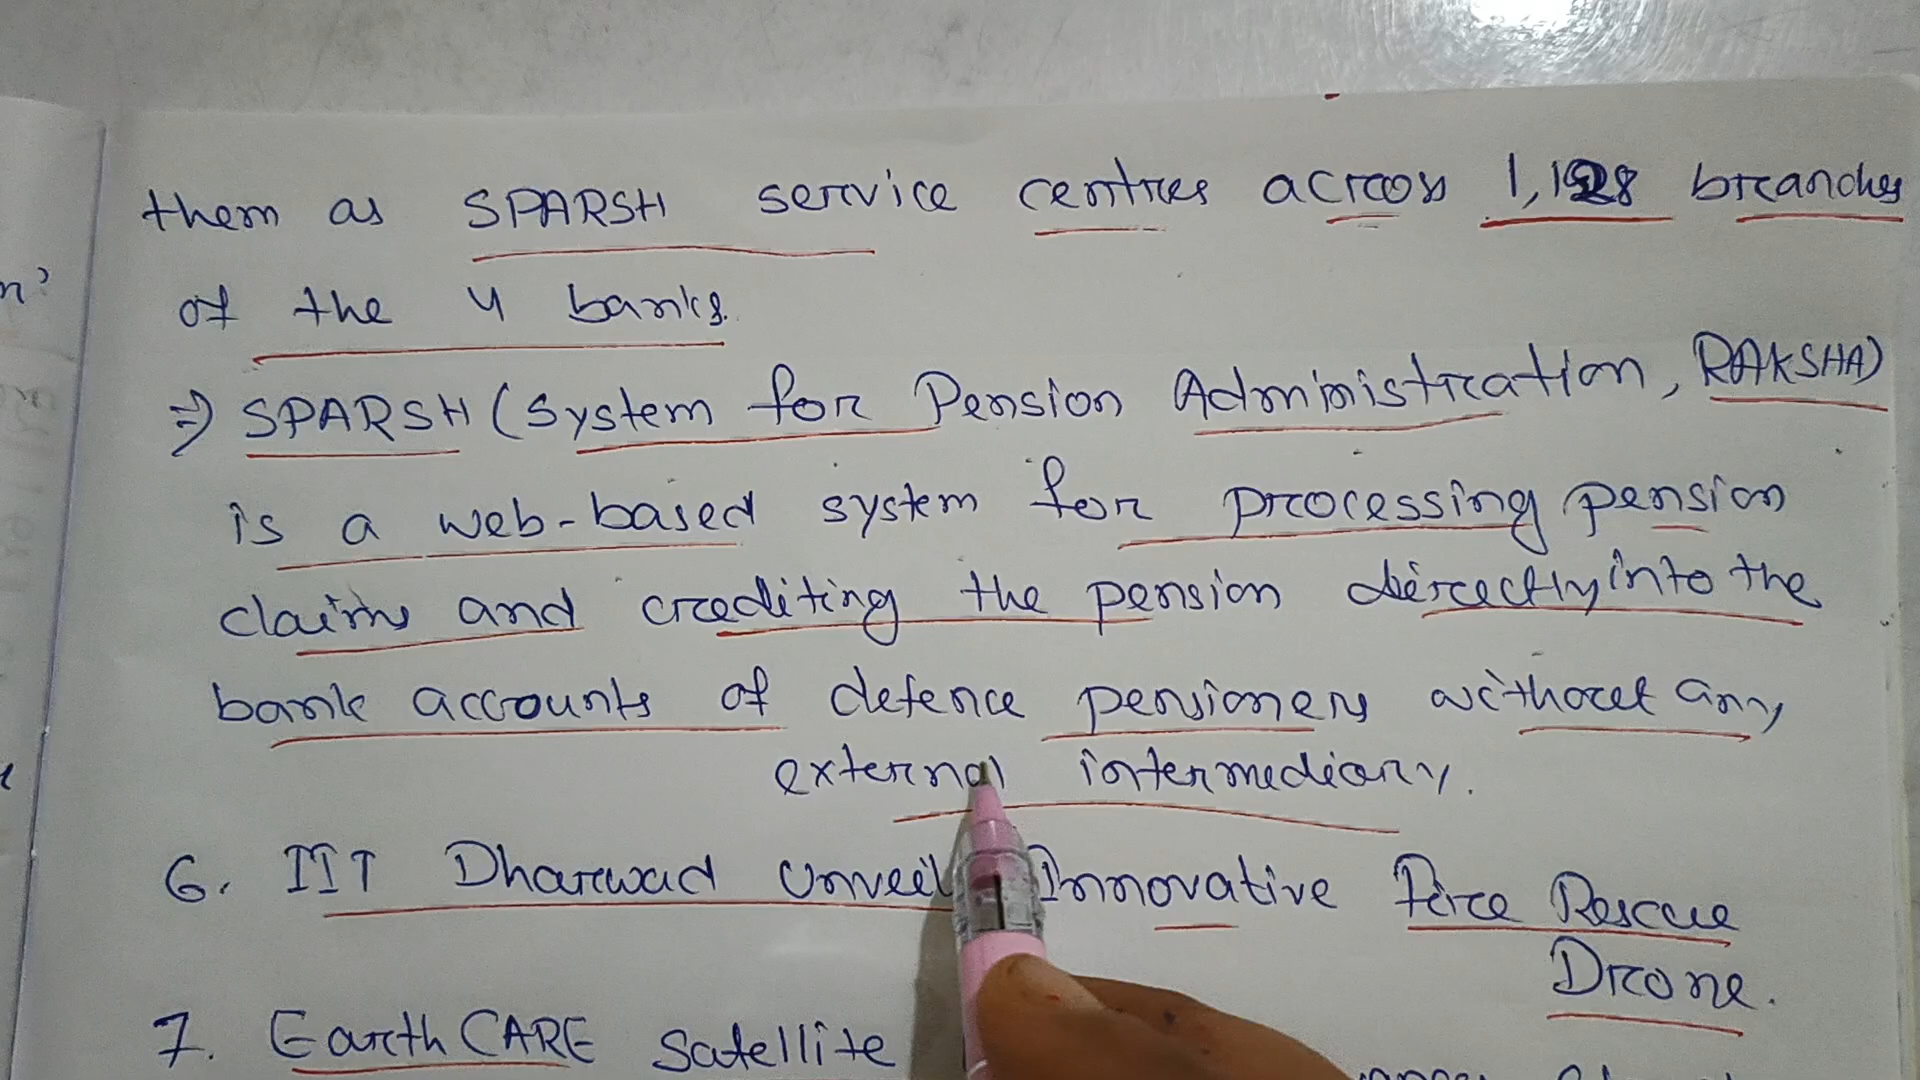 them as SPARSH service centres across 1,128 branches
of the 4 banks.
⇒ SPARSH (System for Pension Administration, RAKSHA)
is a web-based system for processing pension
claims and crediting the pension directly into the
bank accounts of defence pensioners without any
external intermediary.
6. IIT Dharwad Unveil Innovative Fire Rescue
Drone.
7. EarthCARE Satellite